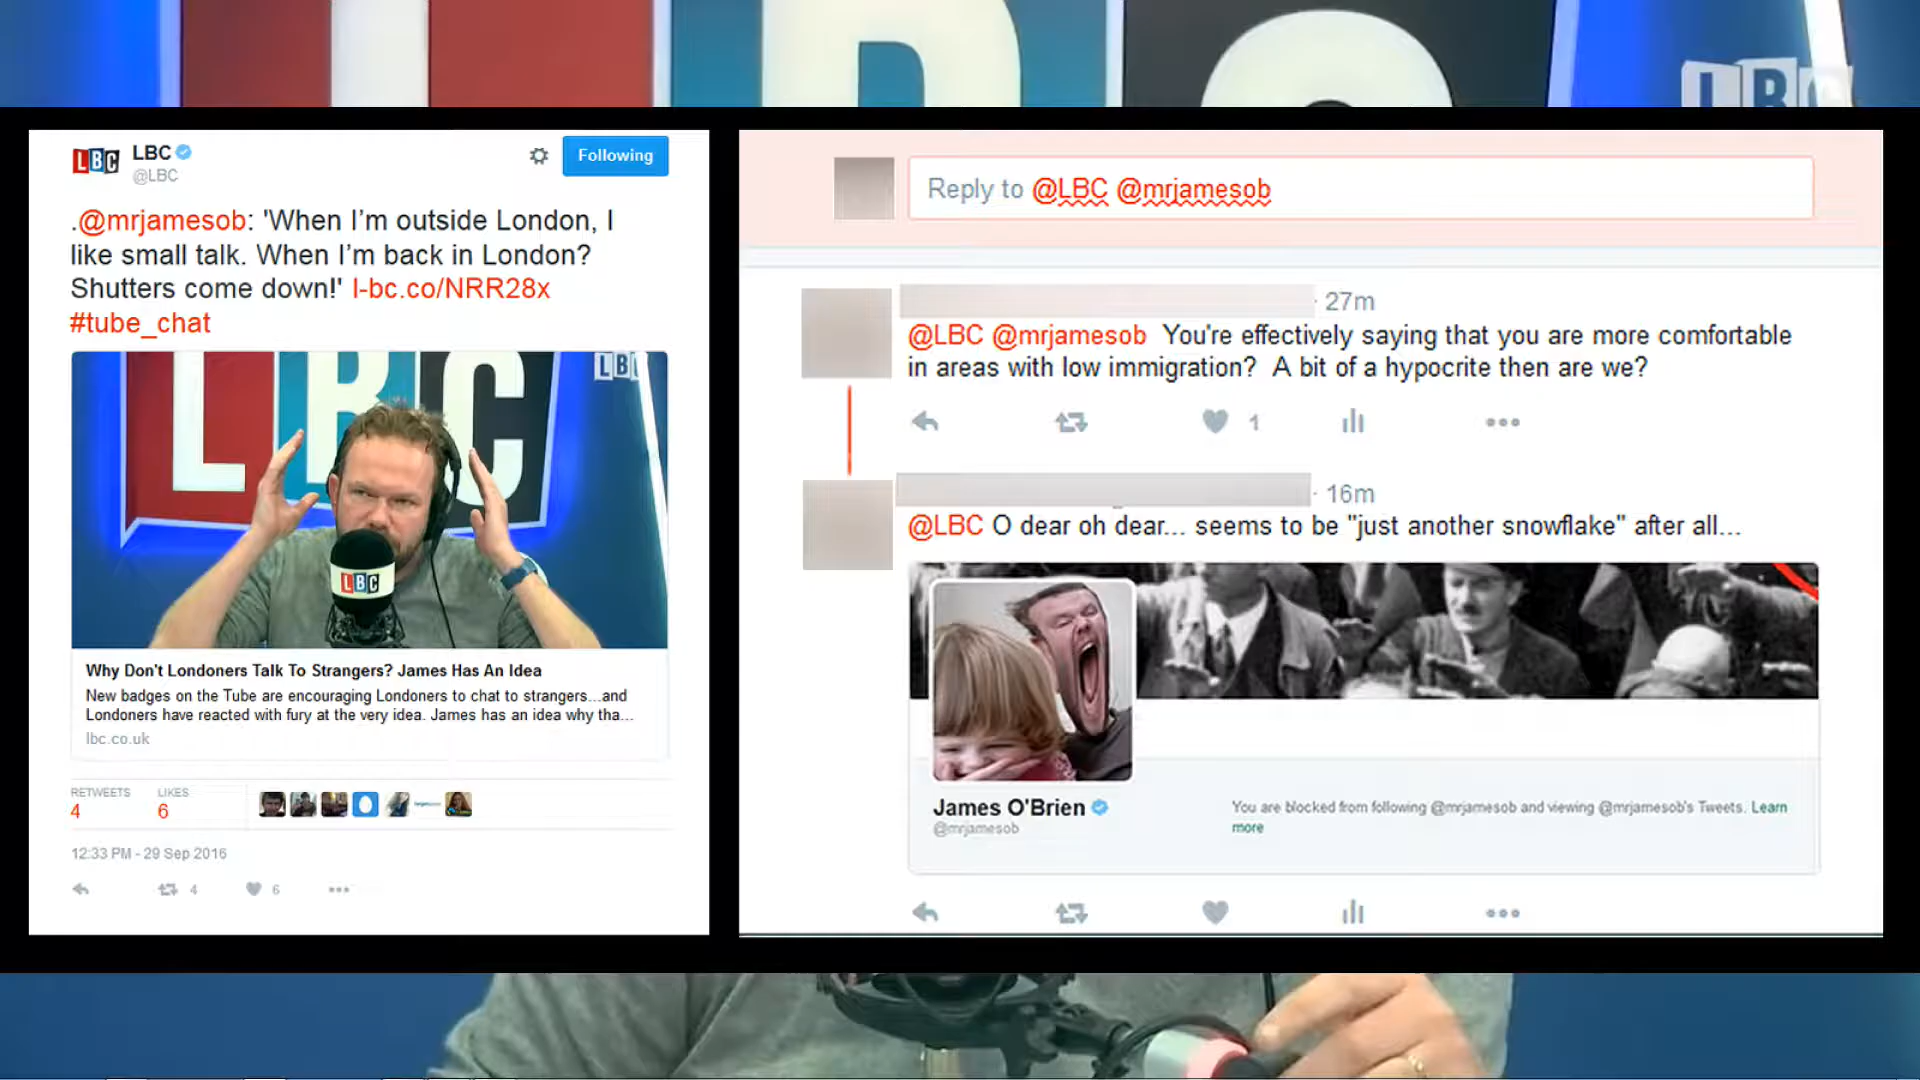 LBC
LBC
LBC
LBC
@LBC
Following
.@mrjamesob: 'When I'm outside London, I
like small talk. When I'm back in London?
Shutters come down!' l-bc.co/NRR28x
#tube_chat
LBC
LB
LBC
Why Don't Londoners Talk To Strangers? James Has An Idea
New badges on the Tube are encouraging Londoners to chat to strangers...and
Londoners have reacted with fury at the very idea. James has an idea why tha...
lbc.co.uk
RETWEETS
4
LIKES
6
12:33 PM - 29 Sep 2016
4
6
Reply to @LBC @mrjamesob
· 27m
@LBC @mrjamesob You're effectively saying that you are more comfortable
in areas with low immigration? A bit of a hypocrite then are we?
1
· 16m
@LBC O dear oh dear... seems to be "just another snowflake" after all...
James O'Brien
@mrjamesob
You are blocked from following @mrjamesob and viewing @mrjamesob's Tweets. Learn
more